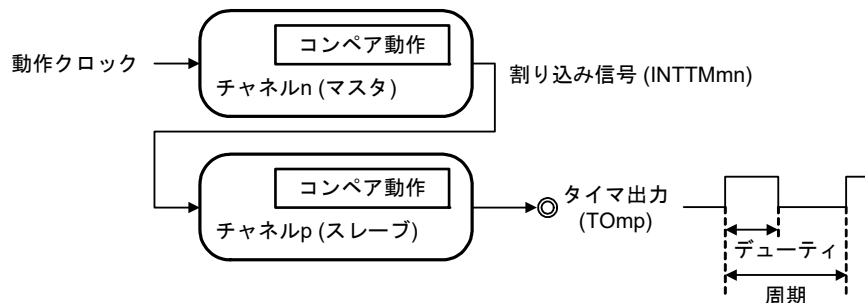 コンペア動作
動作クロック
チャネルn (マスタ)
割り込み信号 (INTTMmn)
コンペア動作
チャネルp (スレーブ)
タイマ出力
(TOmp)
デューティ
周期